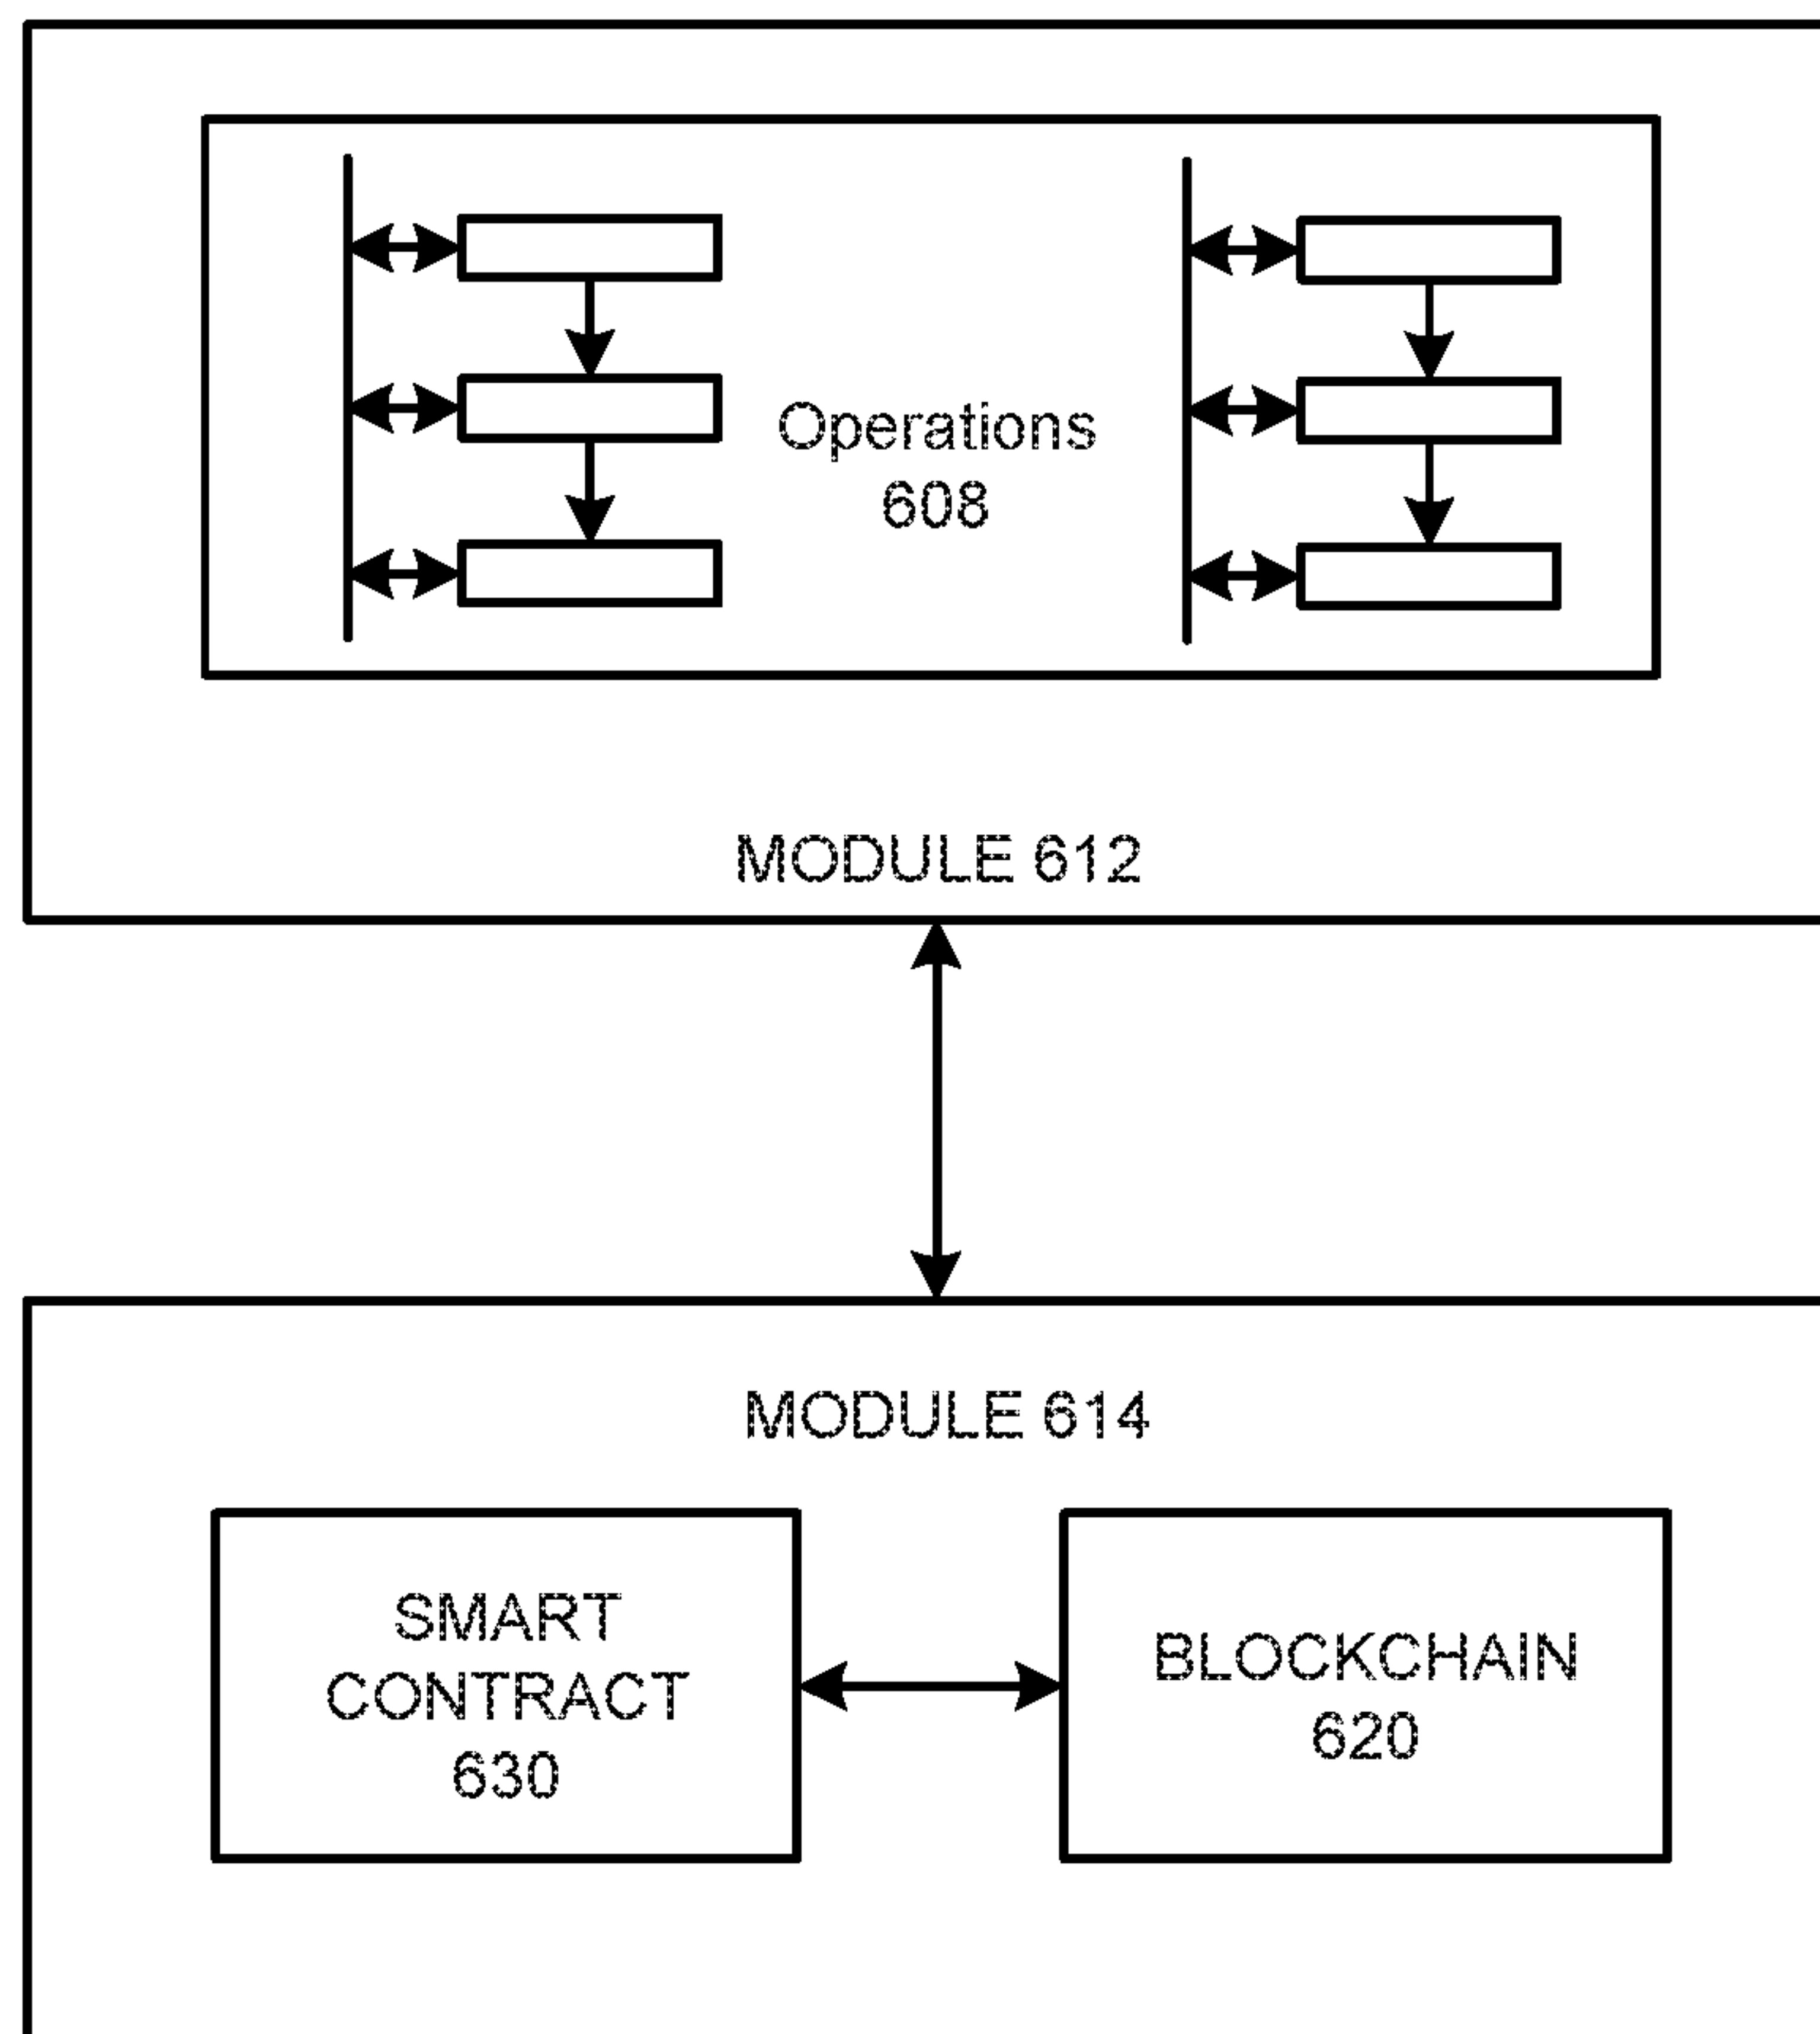 Operations
608
MODULE 612
MODULE 614
SMART
CONTRACT
630
BLOCKCHAIN
620